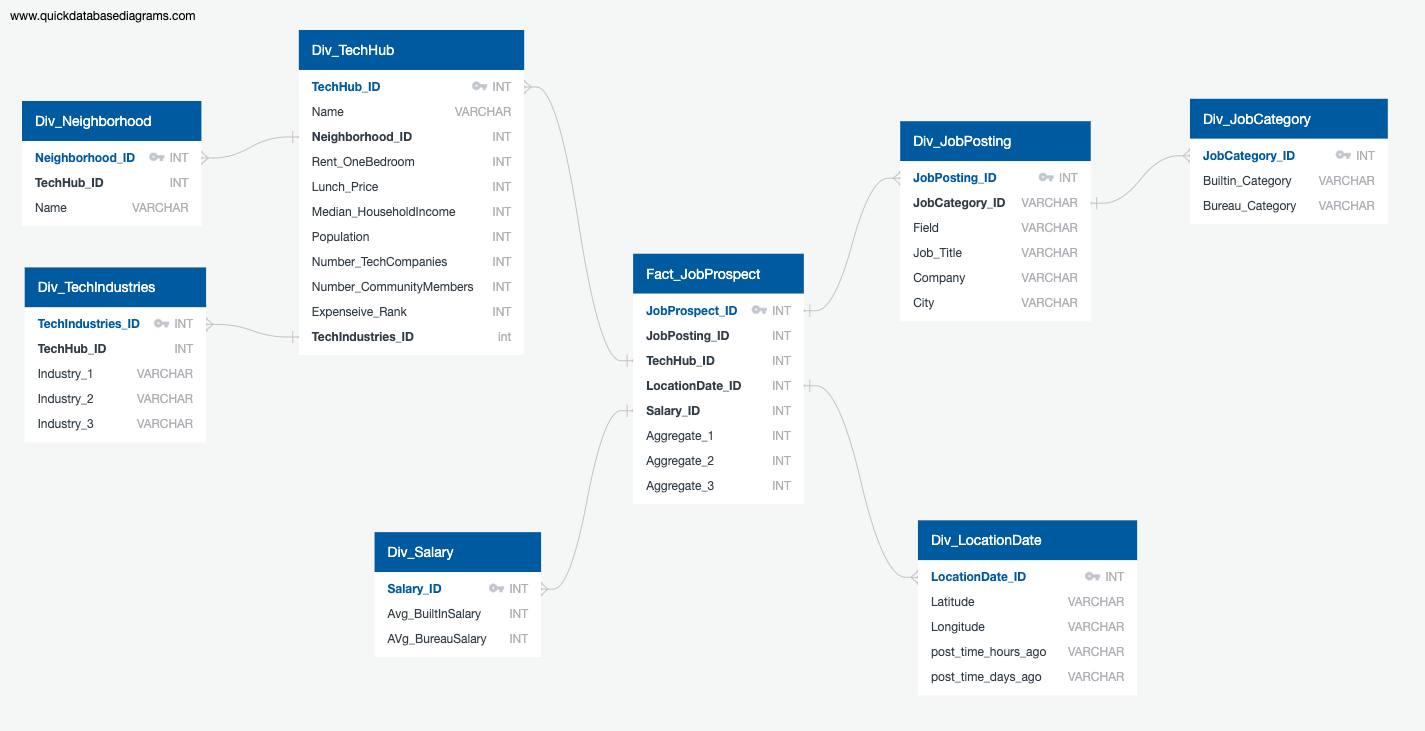 www.quickdatabasediagrams.com
Div_TechHub
TechHub_ID INT
Name VARCHAR
Neighborhood_ID INT
Rent_OneBedroom INT
Lunch_Price INT
Median_HouseholdIncome INT
Population INT
Number_TechCompanies INT
Number_CommunityMembers INT
Expenseive_Rank INT
TechIndustries_ID int
Div_Neighborhood
Neighborhood_ID INT
TechHub_ID INT
Name VARCHAR
Div_TechIndustries
TechIndustries_ID INT
TechHub_ID INT
Industry_1 VARCHAR
Industry_2 VARCHAR
Industry_3 VARCHAR
Div_Salary
Salary_ID INT
Avg_BuiltInSalary INT
AVg_BureauSalary INT
Fact_JobProspect
JobProspect_ID INT
JobPosting_ID INT
TechHub_ID INT
LocationDate_ID INT
Salary_ID INT
Aggregate_1 INT
Aggregate_2 INT
Aggregate_3 INT
Div_JobPosting
JobPosting_ID INT
JobCategory_ID VARCHAR
Field VARCHAR
Job_Title VARCHAR
Company VARCHAR
City VARCHAR
Div_JobCategory
JobCategory_ID INT
Builtin_Category VARCHAR
Bureau_Category VARCHAR
Div_LocationDate
LocationDate_ID INT
Latitude VARCHAR
Longitude VARCHAR
post_time_hours_ago VARCHAR
post_time_days_ago VARCHAR